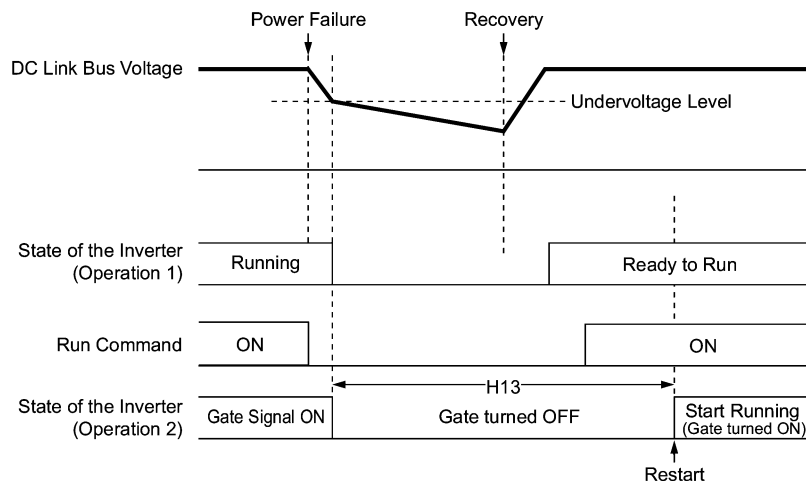 Power Failure
Recovery
DC Link Bus Voltage
Undervoltage Level
State of the Inverter
(Operation 1)
Running
Ready to Run
Run Command
ON
ON
H13
State of the Inverter
(Operation 2)
Gate Signal ON
Gate turned OFF
Start Running
(Gate turned ON)
Restart